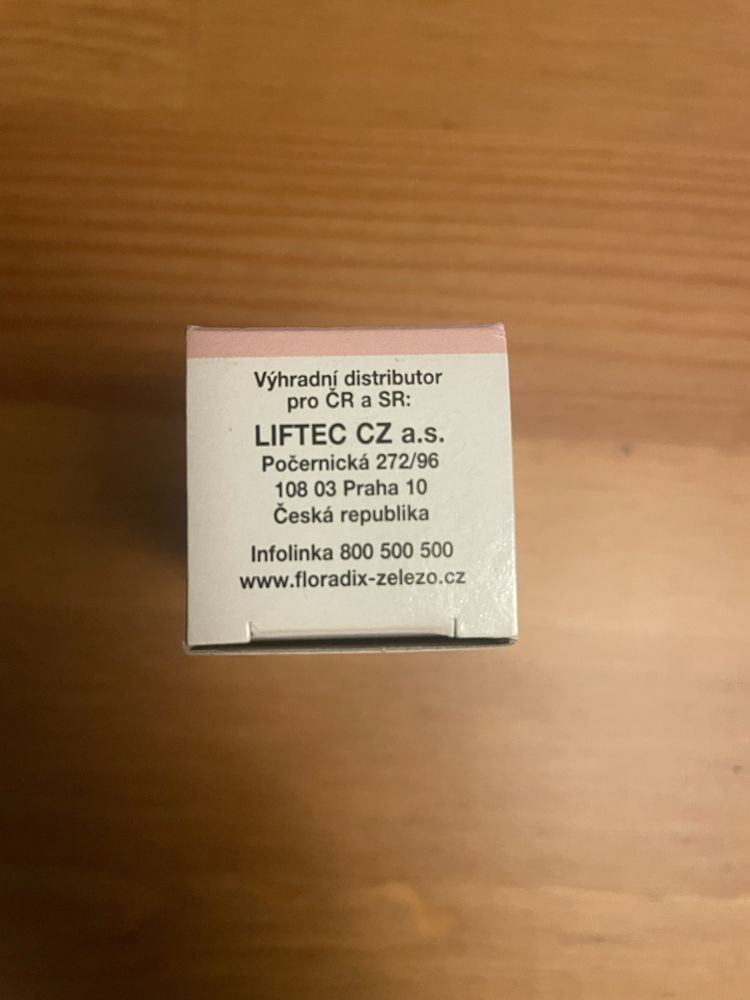 Výhradní distributor
pro ČR a SR:
LIFTEC CZ a.s.
Počernická 272/96
108 03 Praha 10
Česká republika
Infolinka 800 500 500
www.floradix-zelezo.cz